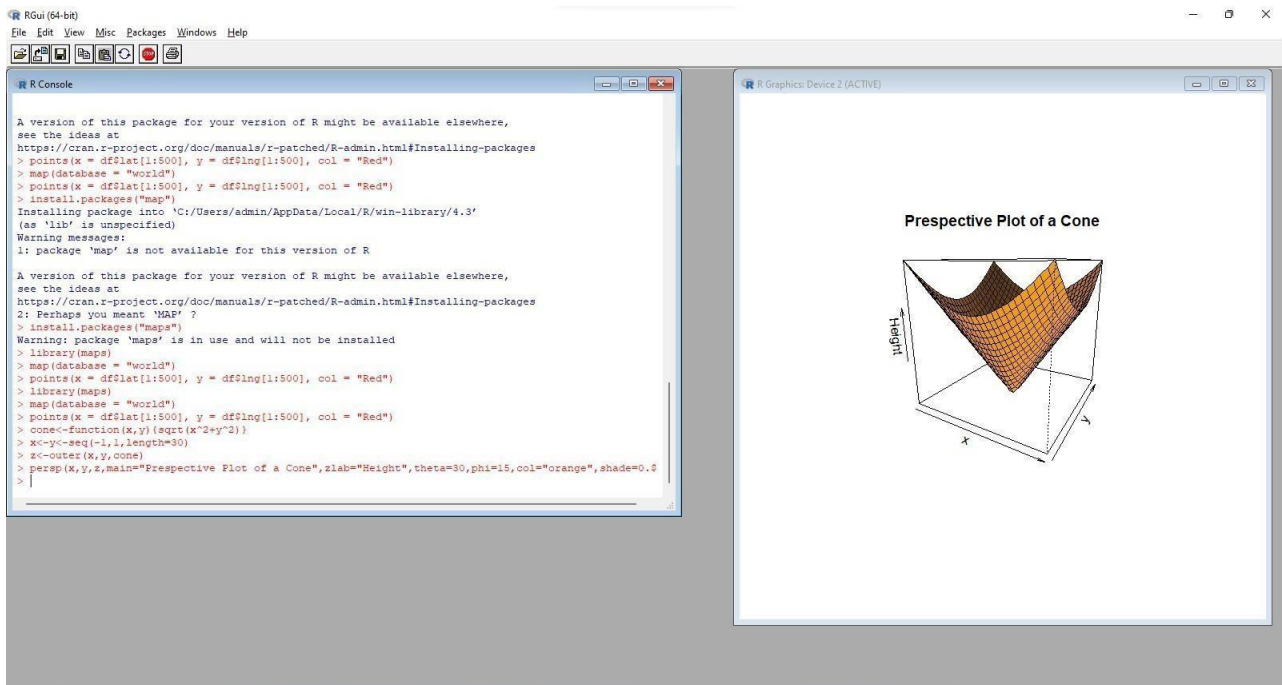 RGui (64-bit)
File Edit View Misc Packages Windows Help
STOP
R Console
A version of this package for your version of R might be available elsewhere,
see the ideas at
https://cran.r-project.org/doc/manuals/r-patched/R-admin.html#Installing-packages
> points(x = df$lat[1:500], y = df$lng[1:500], col = "Red")
> map(database = "world")
> points(x = df$lat[1:500], y = df$lng[1:500], col = "Red")
> install.packages("map")
Installing package into ‘C:/Users/admin/AppData/Local/R/win-library/4.3’
(as ‘lib’ is unspecified)
Warning messages:
1: package ‘map’ is not available for this version of R
A version of this package for your version of R might be available elsewhere,
see the ideas at
https://cran.r-project.org/doc/manuals/r-patched/R-admin.html#Installing-packages
2: Perhaps you meant ‘MAP’ ?
> install.packages("maps")
Warning: package ‘maps’ is in use and will not be installed
> library(maps)
> map(database = "world")
> points(x = df$lat[1:500], y = df$lng[1:500], col = "Red")
> library(maps)
> map(database = "world")
> points(x = df$lat[1:500], y = df$lng[1:500], col = "Red")
> cone<-function(x,y){sqrt(x^2+y^2)}
> x<-y<-seq(-1,1,length=30)
> z<-outer(x,y,cone)
> persp(x,y,z,main="Prespective Plot of a Cone",zlab="Height",theta=30,phi=15,col="orange",shade=0.$
>
R Graphics: Device 2 (ACTIVE)
Prespective Plot of a Cone
Height
x
y